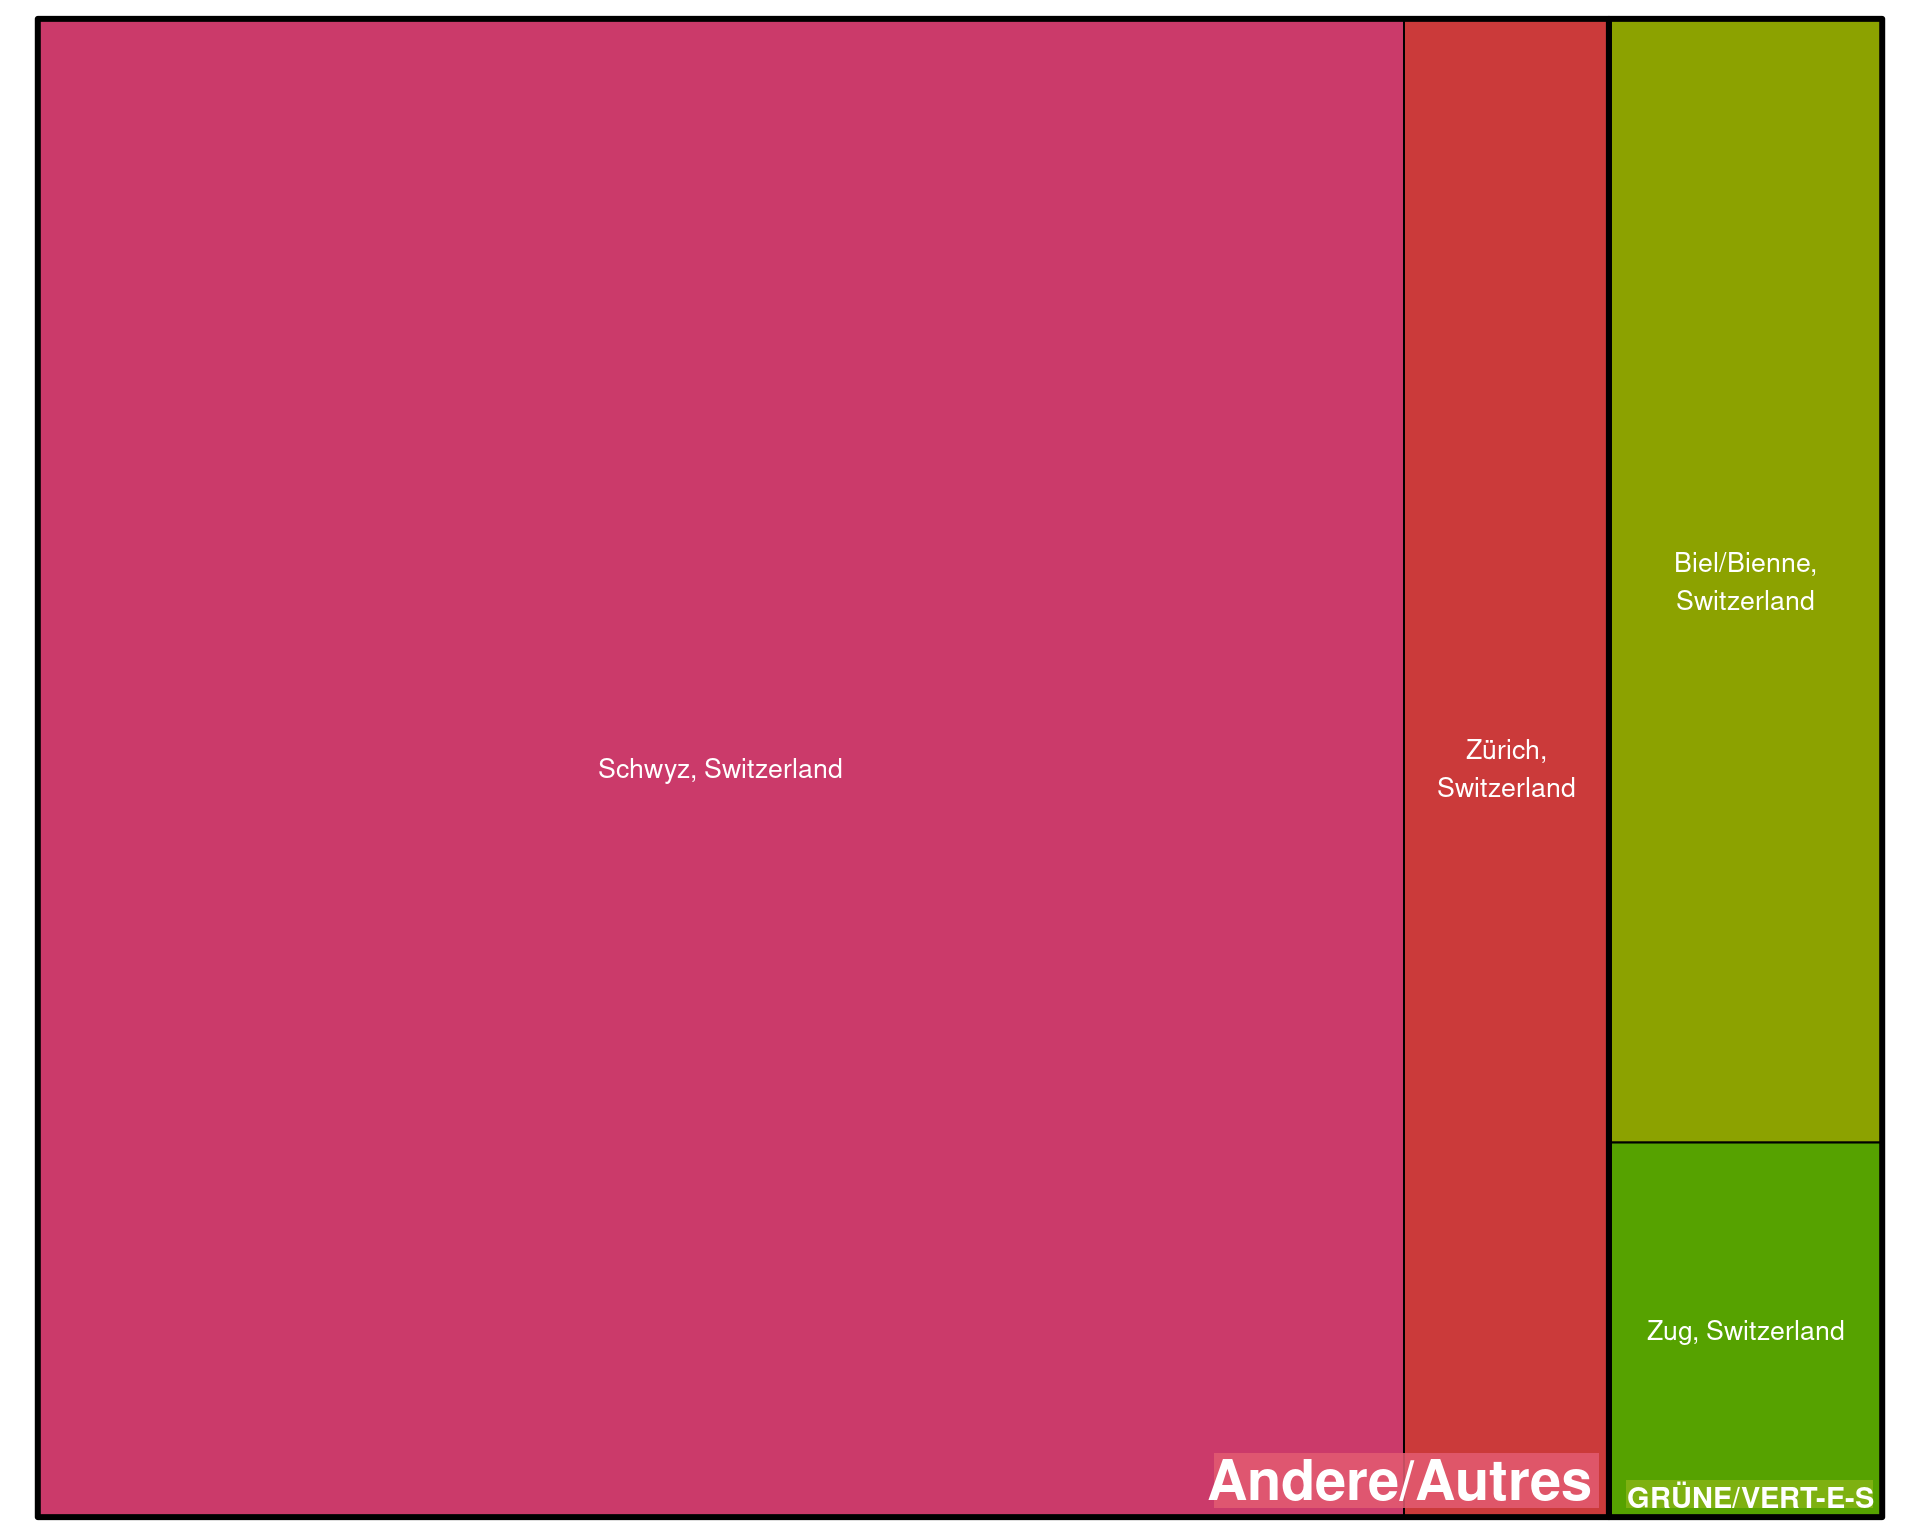 Schwyz, Switzerland
Zürich,
Switzerland
Andere/Autres
Biel/Bienne,
Switzerland
Zug, Switzerland
GRÜNE/VERT-E-S